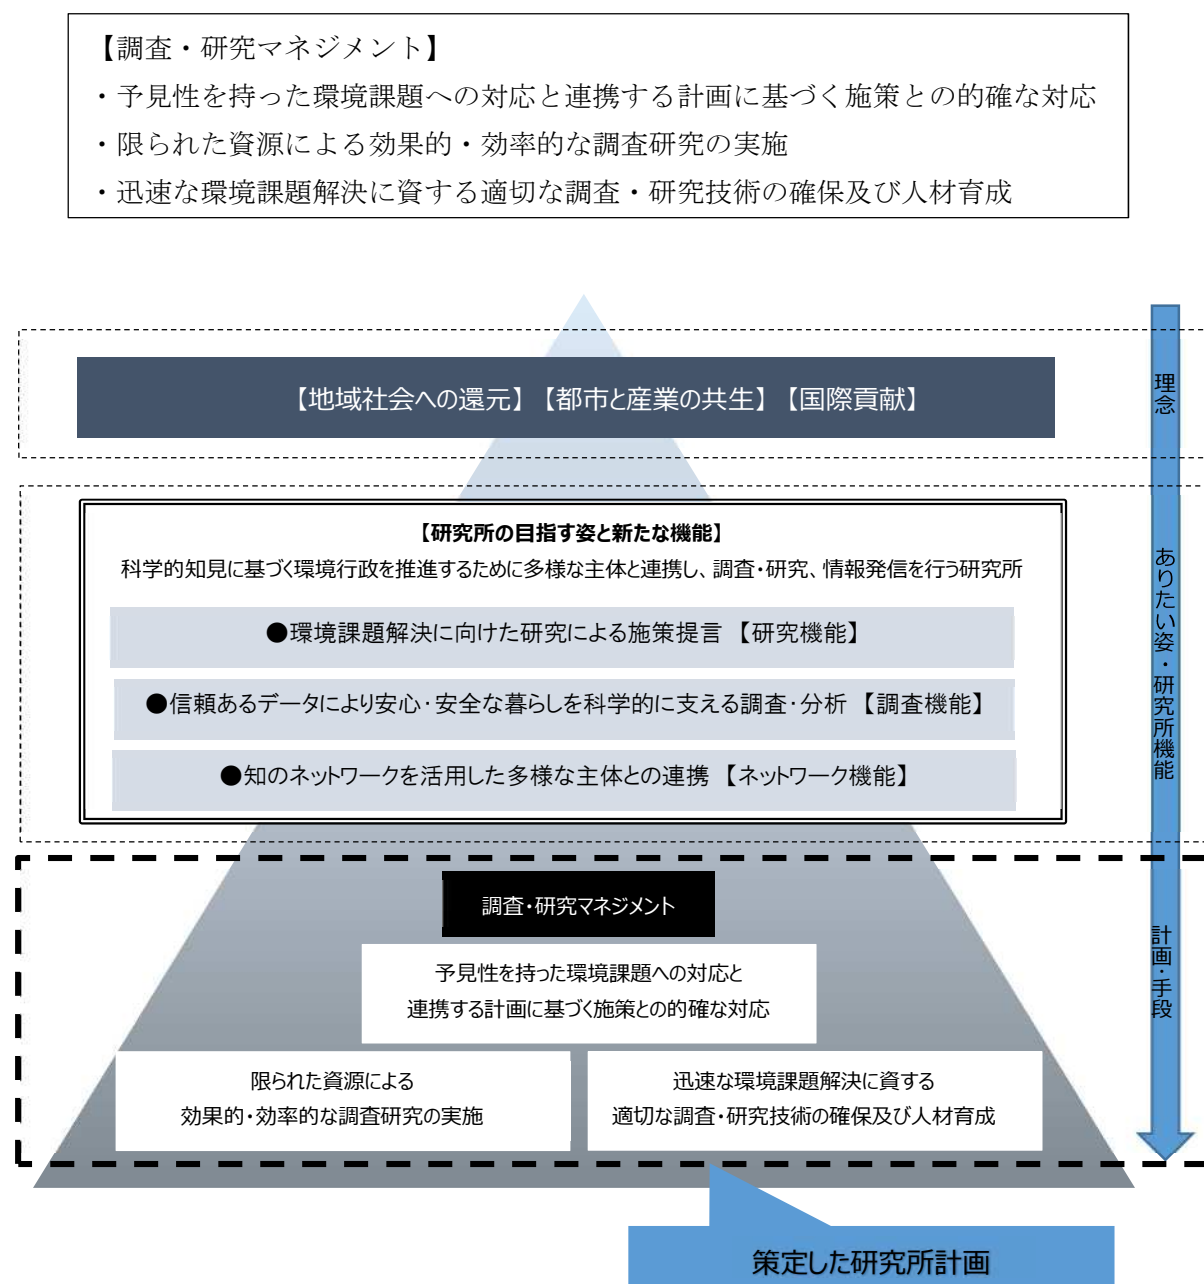 【調査・研究マネジメント】
・予見性を持った環境課題への対応と連携する計画に基づく施策との的確な対応
・限られた資源による効果的・効率的な調査研究の実施
・迅速な環境課題解決に資する適切な調査・研究技術の確保及び人材育成
【地域社会への還元】【都市と産業の共生】【国際貢献】
理念
【研究所の目指す姿と新たな機能】
科学的知見に基づく環境行政を推進するために多様な主体と連携し、調査・研究、情報発信を行う研究所
●環境課題解決に向けた研究による施策提言 【研究機能】
●信頼あるデータにより安心・安全な暮らしを科学的に支える調査・分析 【調査機能】
●知のネットワークを活用した多様な主体との連携 【ネットワーク機能】
ありたい姿・研究所機能
調査・研究マネジメント
予見性を持った環境課題への対応と
連携する計画に基づく施策との的確な対応
限られた資源による
効果的・効率的な調査研究の実施
迅速な環境課題解決に資する
適切な調査・研究技術の確保及び人材育成
計画・手段
策定した研究所計画